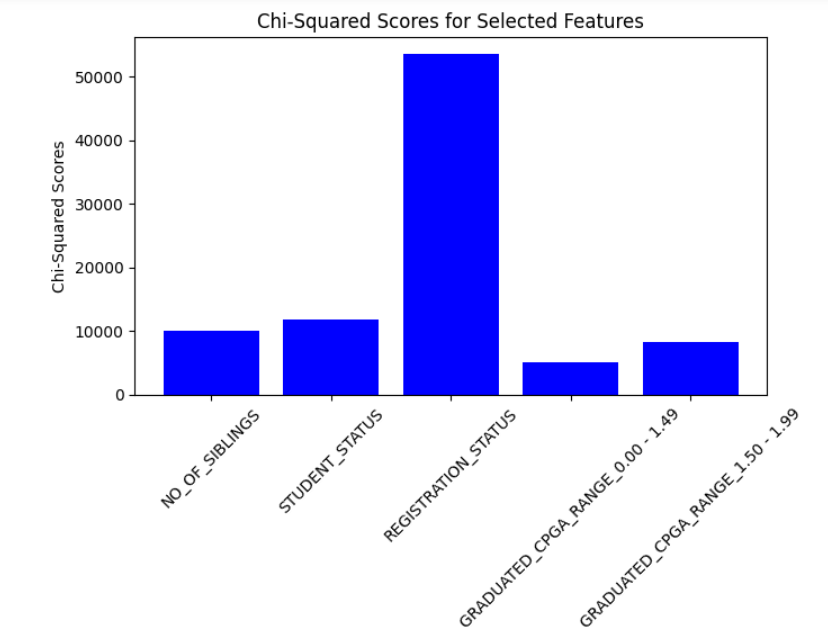 Chi-Squared Scores for Selected Features
Chi-Squared Scores
50000
40000
30000
20000
10000
0
NO_OF_SIBLINGS
STUDENT_STATUS
REGISTRATION_STATUS
GRADUATED_CPGA_RANGE_0.00 - 1.49
GRADUATED_CPGA_RANGE_1.50 - 1.99